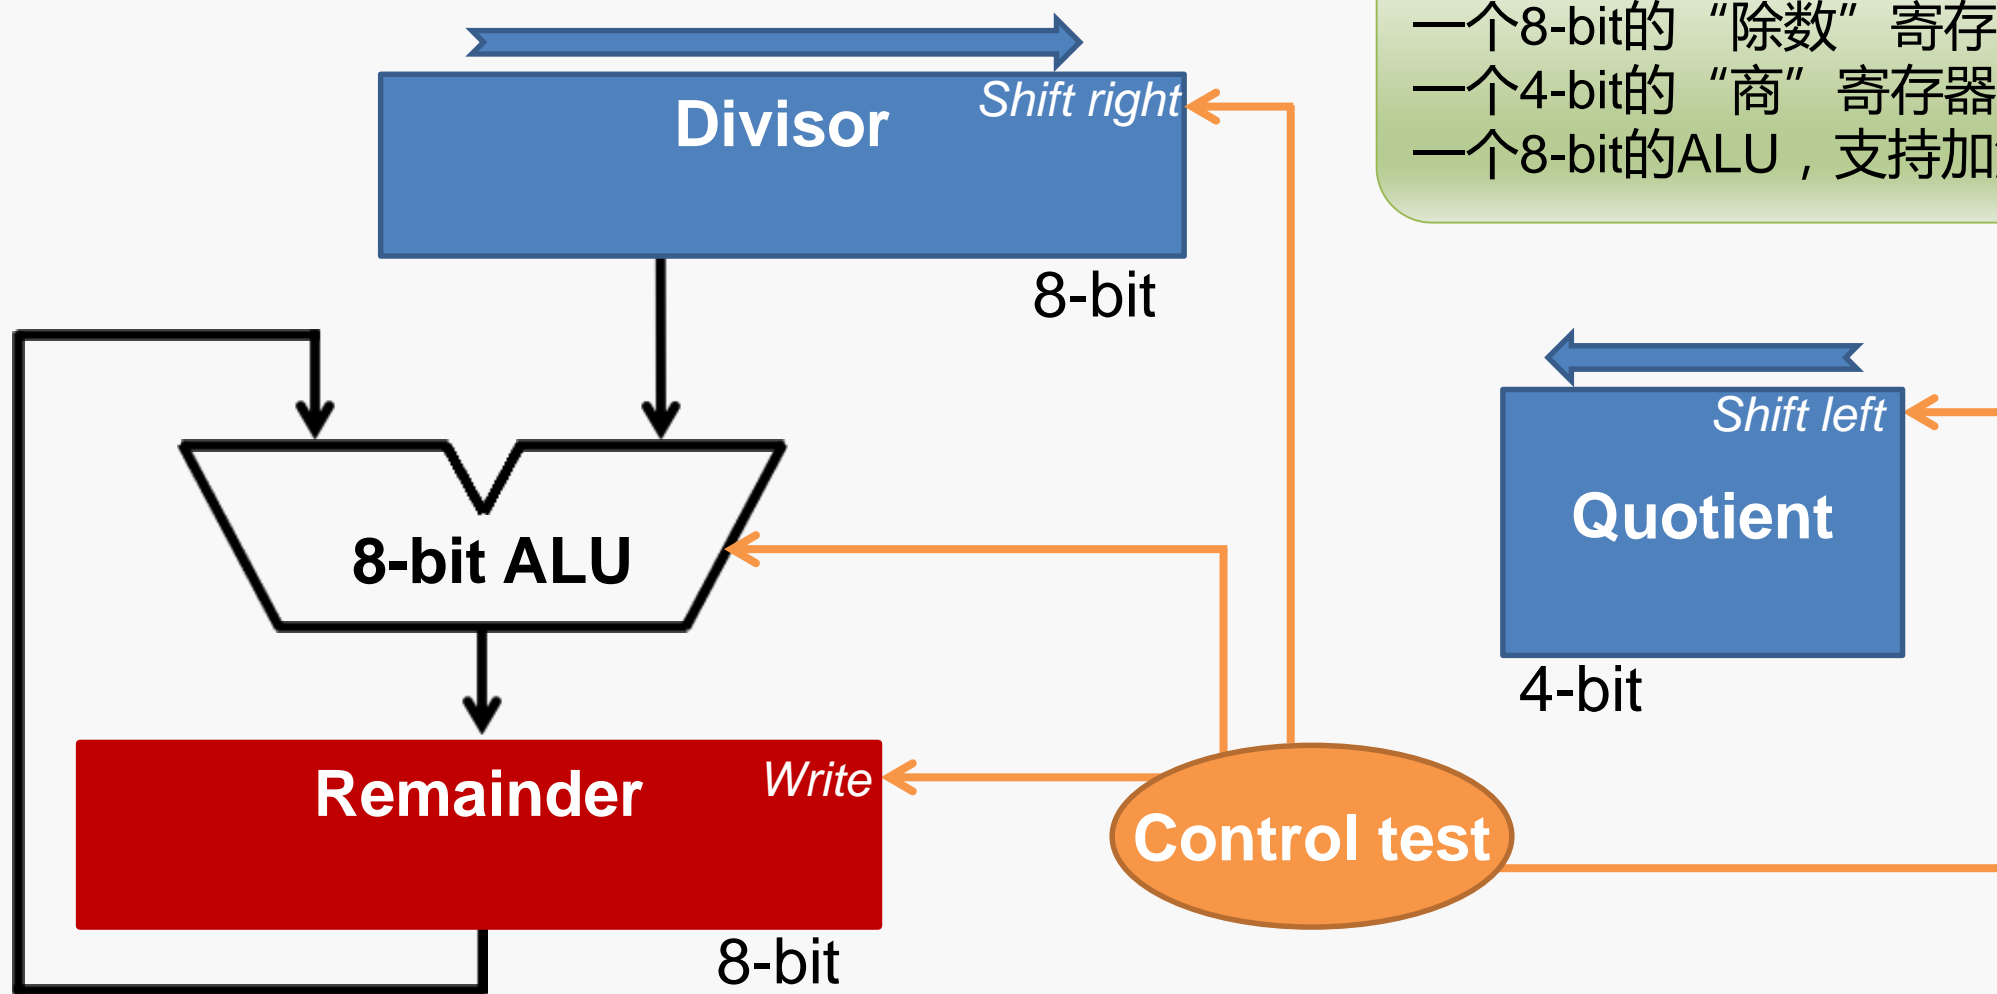 一个8-bit的 “除数” 寄存
一个4-bit的 “商” 寄存器
一个8-bit的ALU，支持加
Shift right
Divisor
8-bit
Shift left
Quotient
4-bit
8-bit ALU
Remainder
Write
8-bit
Control test